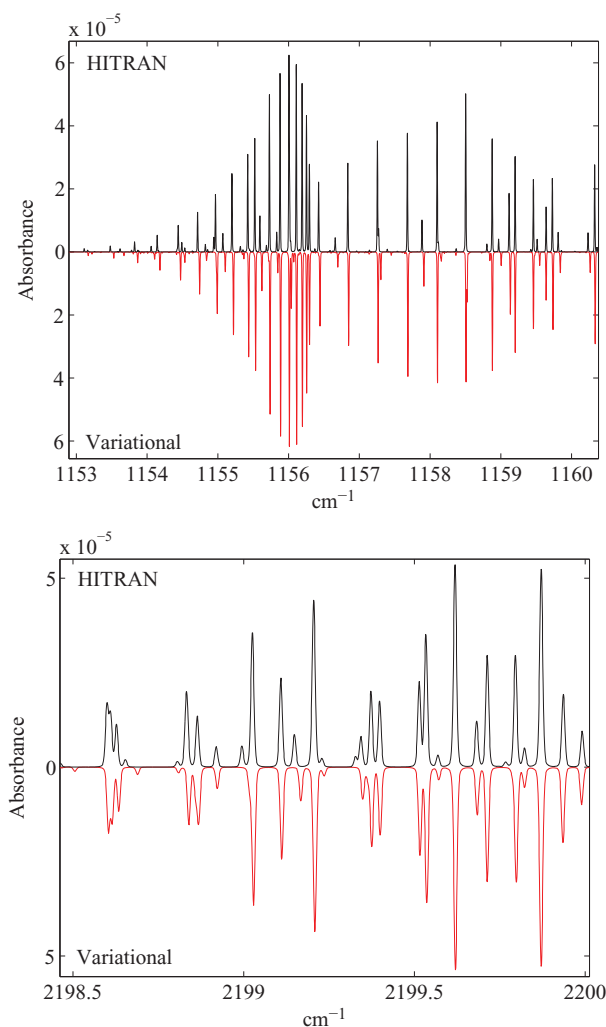 x 10⁻⁵
HITRAN
6
4
2
0
2
4
6
Absorbance
Variational
1153 1154 1155 1156 1157 1158 1159 1160
cm⁻¹
x 10⁻⁵
HITRAN
5
0
5
Absorbance
Variational
2198.5 2199 2199.5 2200
cm⁻¹